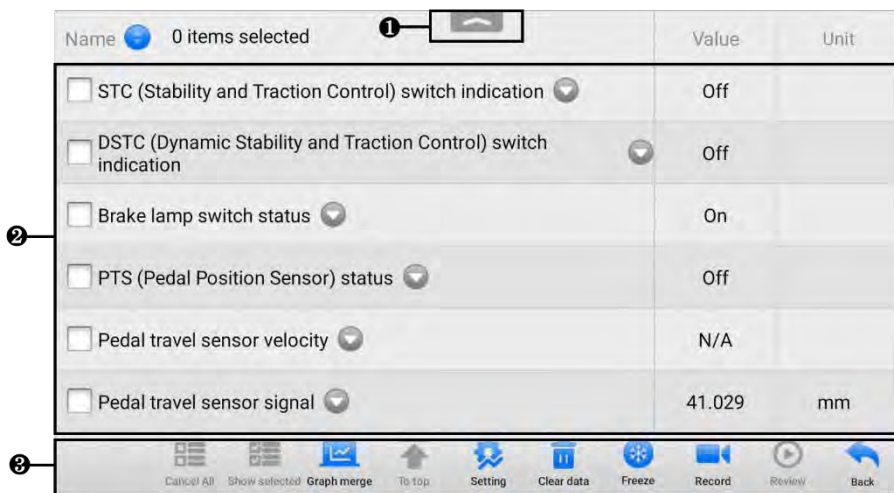 Name 0 items selected ❶ Value Unit
STC (Stability and Traction Control) switch indication Off
DSTC (Dynamic Stability and Traction Control) switch
indication Off
Brake lamp switch status On
❷
PTS (Pedal Position Sensor) status Off
Pedal travel sensor velocity N/A
Pedal travel sensor signal 41.029 mm
❸
Cancel All Show selected Graph merge To top Setting Clear data Freeze Record Review Back